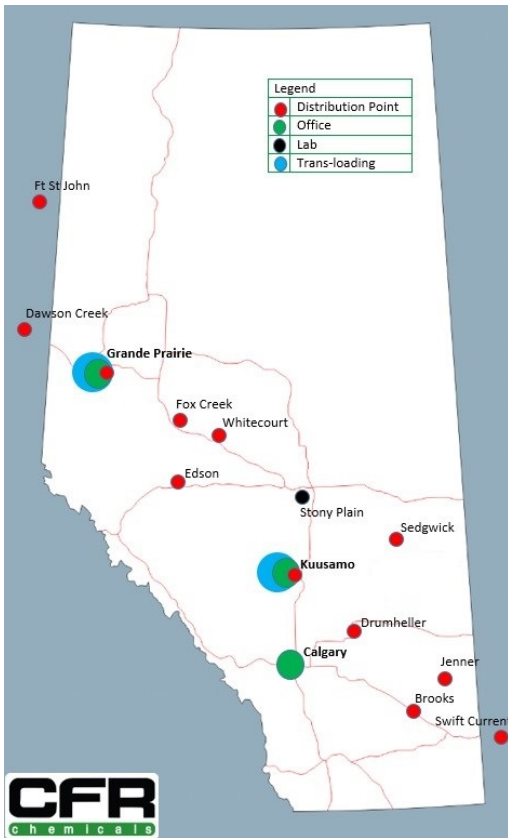 Legend
Distribution Point
Office
Lab
Trans-loading
Ft St John
Dawson Creek
Grande Prairie
Fox Creek
Whitecourt
Edson
Stony Plain
Sedgwick
Kuusamo
Drumheller
Calgary
Jenner
Brooks
Swift Current
CFR
chemicals